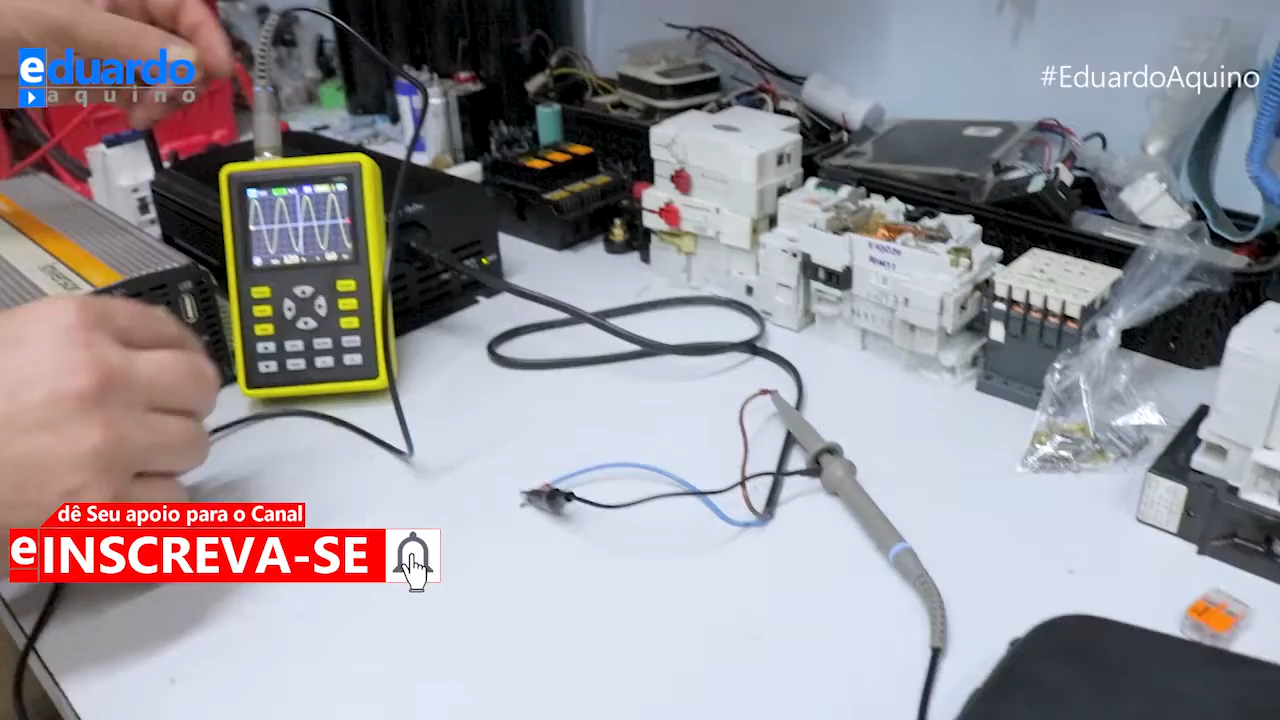 eduardo
aquino
#EduardoAquino
dê Seu apoio para o Canal
eINSCREVA-SE